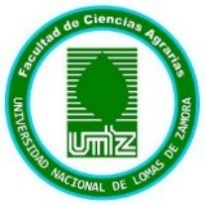 Facultad de Ciencias Agrarias
UNLZ
UNIVERSIDAD NACIONAL DE LOMAS DE ZAMORA